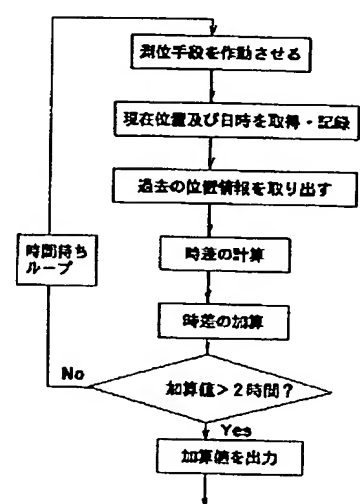 測位手段を作動させる
現在位置及び日時を取得・記録
過去の位置情報を取り出す
時間待ち
ループ
時差の計算
時差の加算
No
加算値>2時間?
Yes
加算値を出力